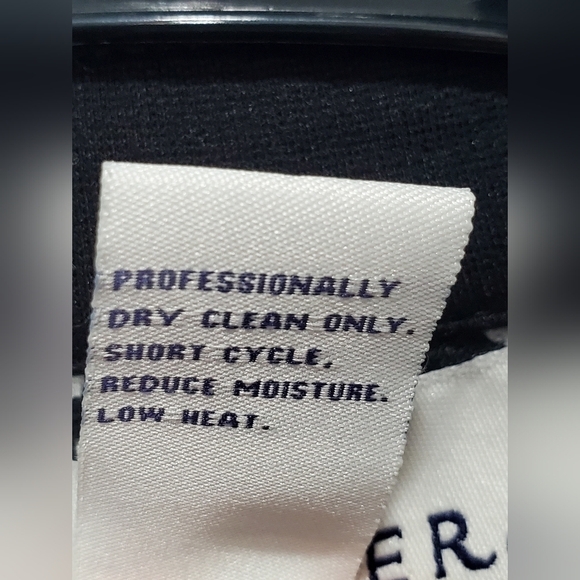 PROFESSIONALLY
DRY CLEAN ONLY.
SHORT CYCLE.
REDUCE MOISTURE.
LOW HEAT.